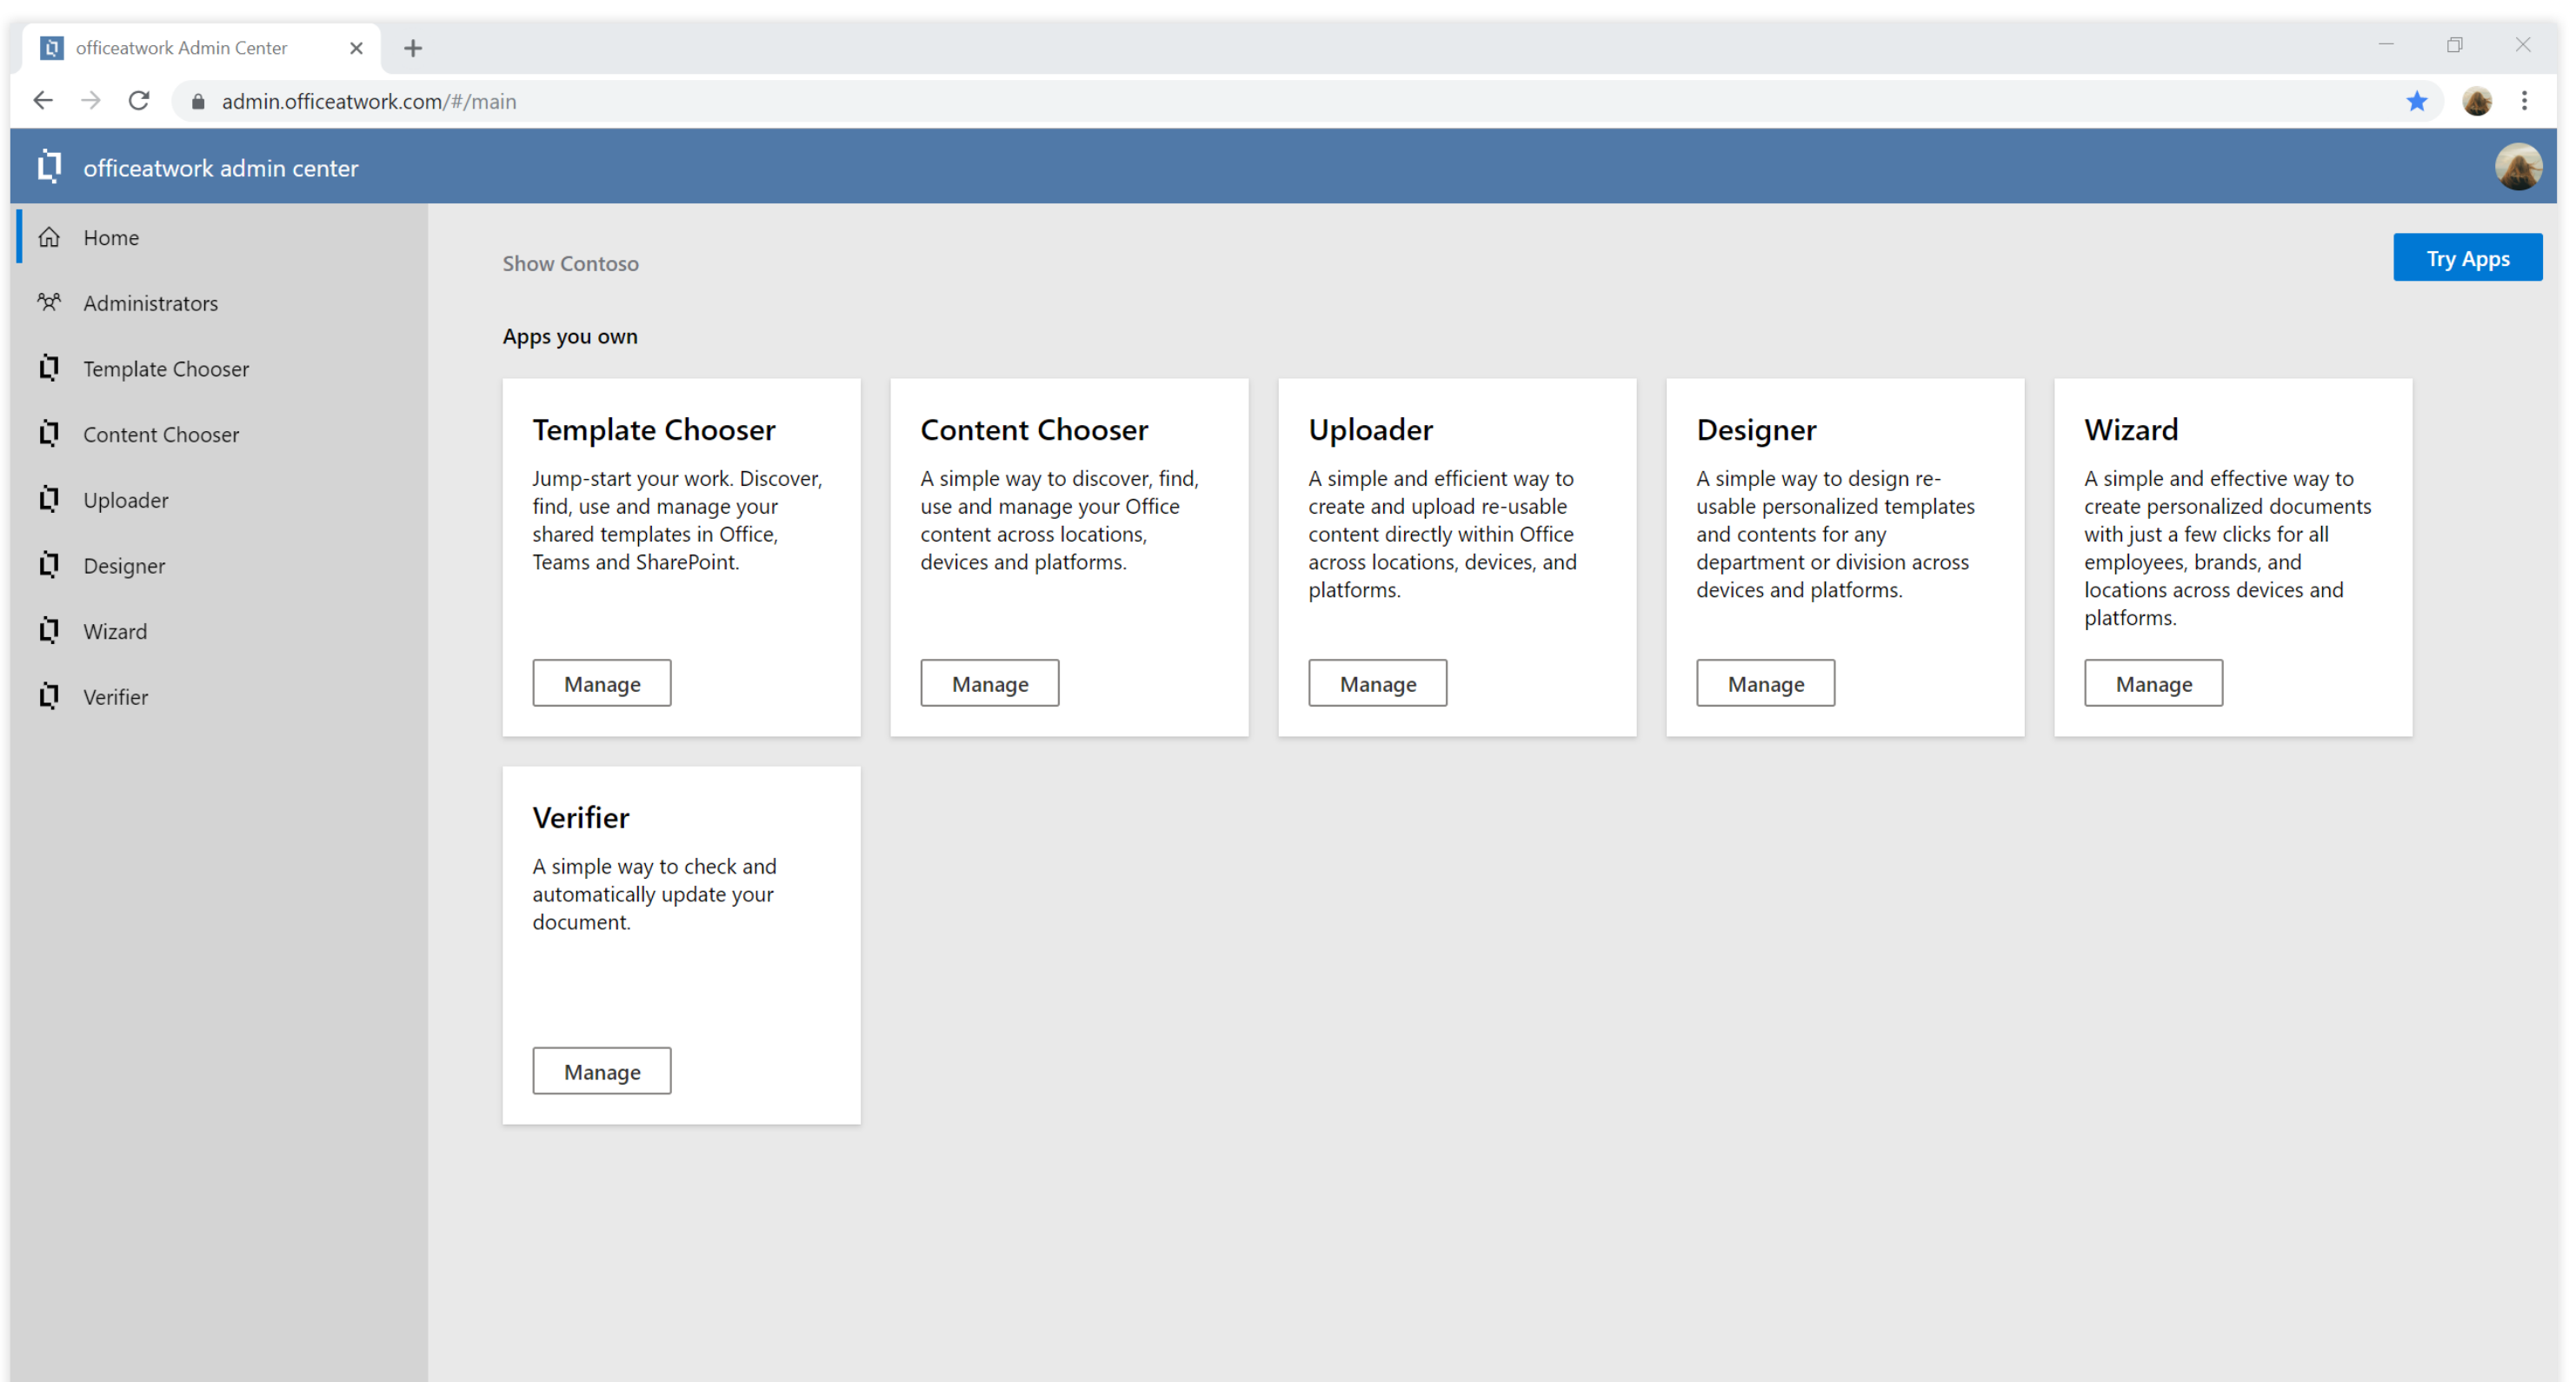 officeatwork Admin Center
admin.officeatwork.com/#/main
officeatwork admin center
Home
Administrators
Template Chooser
Content Chooser
Uploader
Designer
Wizard
Verifier
Show Contoso
Try Apps
Apps you own
Template Chooser
Jump-start your work. Discover,
find, use and manage your
shared templates in Office,
Teams and SharePoint.
Manage
Content Chooser
A simple way to discover, find,
use and manage your Office
content across locations,
devices and platforms.
Manage
Uploader
A simple and efficient way to
create and upload re-usable
content directly within Office
across locations, devices, and
platforms.
Manage
Designer
A simple way to design re-
usable personalized templates
and contents for any
department or division across
devices and platforms.
Manage
Wizard
A simple and effective way to
create personalized documents
with just a few clicks for all
employees, brands, and
locations across devices and
platforms.
Manage
Verifier
A simple way to check and
automatically update your
document.
Manage